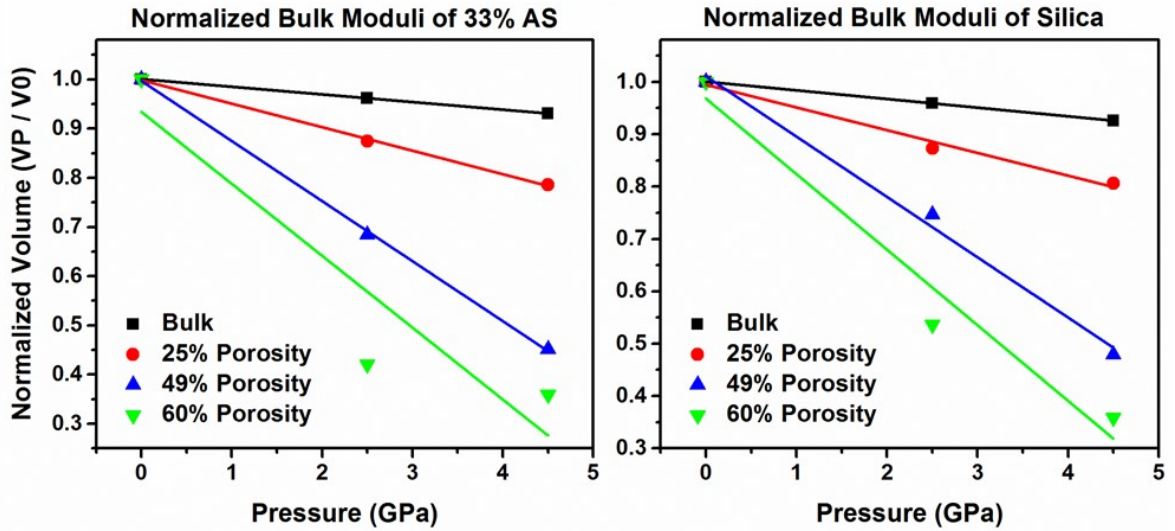 Normalized Bulk Moduli of 33% AS
Normalized Volume (VP / V0)
1.0
0.9
0.8
0.7
0.6
0.5
0.4
0.3
Bulk
25% Porosity
49% Porosity
60% Porosity
0 1 2 3 4 5
Pressure (GPa)
Normalized Bulk Moduli of Silica
1.0
0.9
0.8
0.7
0.6
0.5
0.4
0.3
Bulk
25% Porosity
49% Porosity
60% Porosity
0 1 2 3 4 5
Pressure (GPa)